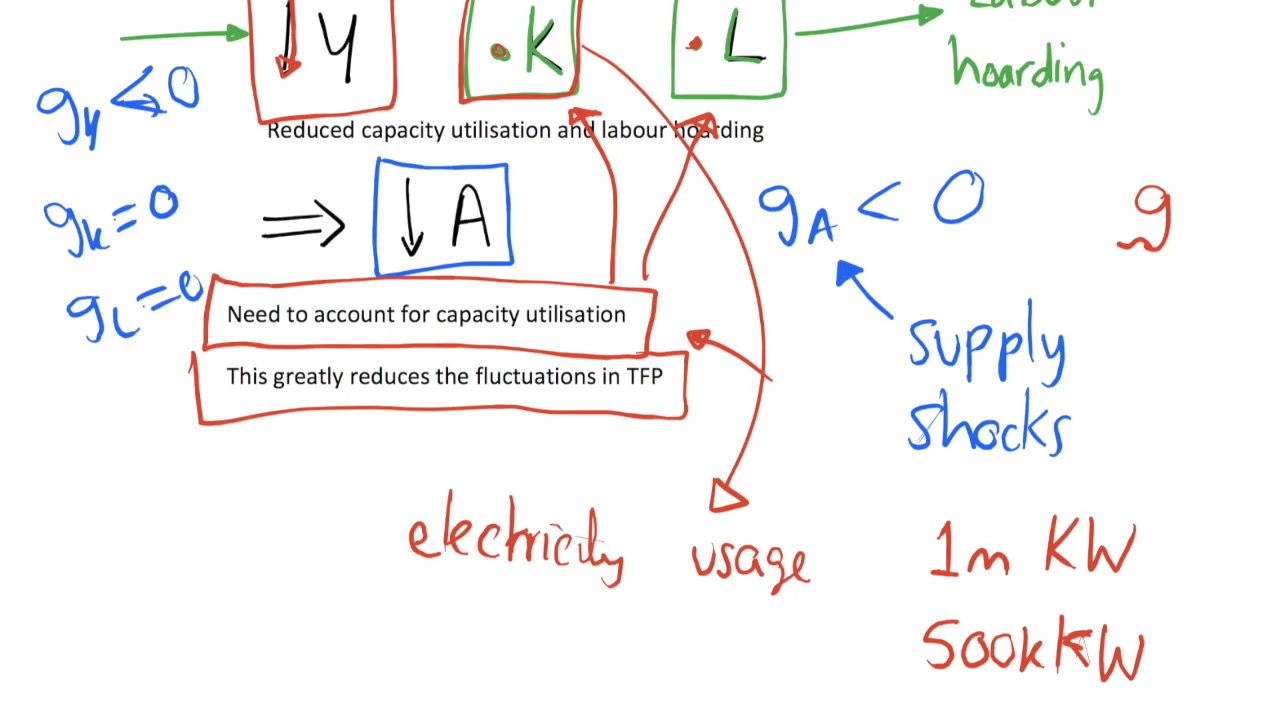 ↓ Y • K • L
hoarding
g_y < 0
Reduced capacity utilisation and labour hoarding
g_k = 0 ⇒ ↓ A g_A < 0 g
g_L = 0
Need to account for capacity utilisation
supply
This greatly reduces the fluctuations in TFP
shocks
electricity usage 1m KW
500k KW